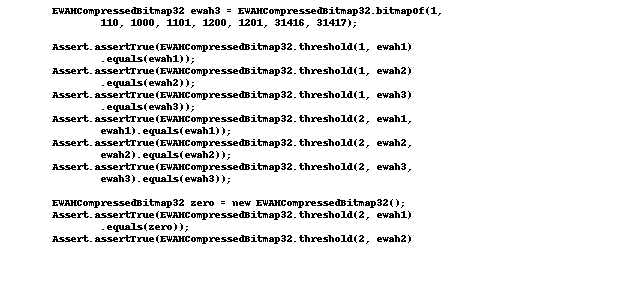 EWAHCompressedBitmap32 ewah3 = EWAHCompressedBitmap32.bitmapOf(1,
110, 1000, 1101, 1200, 1201, 31416, 31417);
Assert.assertTrue(EWAHCompressedBitmap32.threshold(1, ewah1)
.equals(ewah1));
Assert.assertTrue(EWAHCompressedBitmap32.threshold(1, ewah2)
.equals(ewah2));
Assert.assertTrue(EWAHCompressedBitmap32.threshold(1, ewah3)
.equals(ewah3));
Assert.assertTrue(EWAHCompressedBitmap32.threshold(2, ewah1,
ewah1).equals(ewah1));
Assert.assertTrue(EWAHCompressedBitmap32.threshold(2, ewah2,
ewah2).equals(ewah2));
Assert.assertTrue(EWAHCompressedBitmap32.threshold(2, ewah3,
ewah3).equals(ewah3));
EWAHCompressedBitmap32 zero = new EWAHCompressedBitmap32();
Assert.assertTrue(EWAHCompressedBitmap32.threshold(2, ewah1)
.equals(zero));
Assert.assertTrue(EWAHCompressedBitmap32.threshold(2, ewah2)